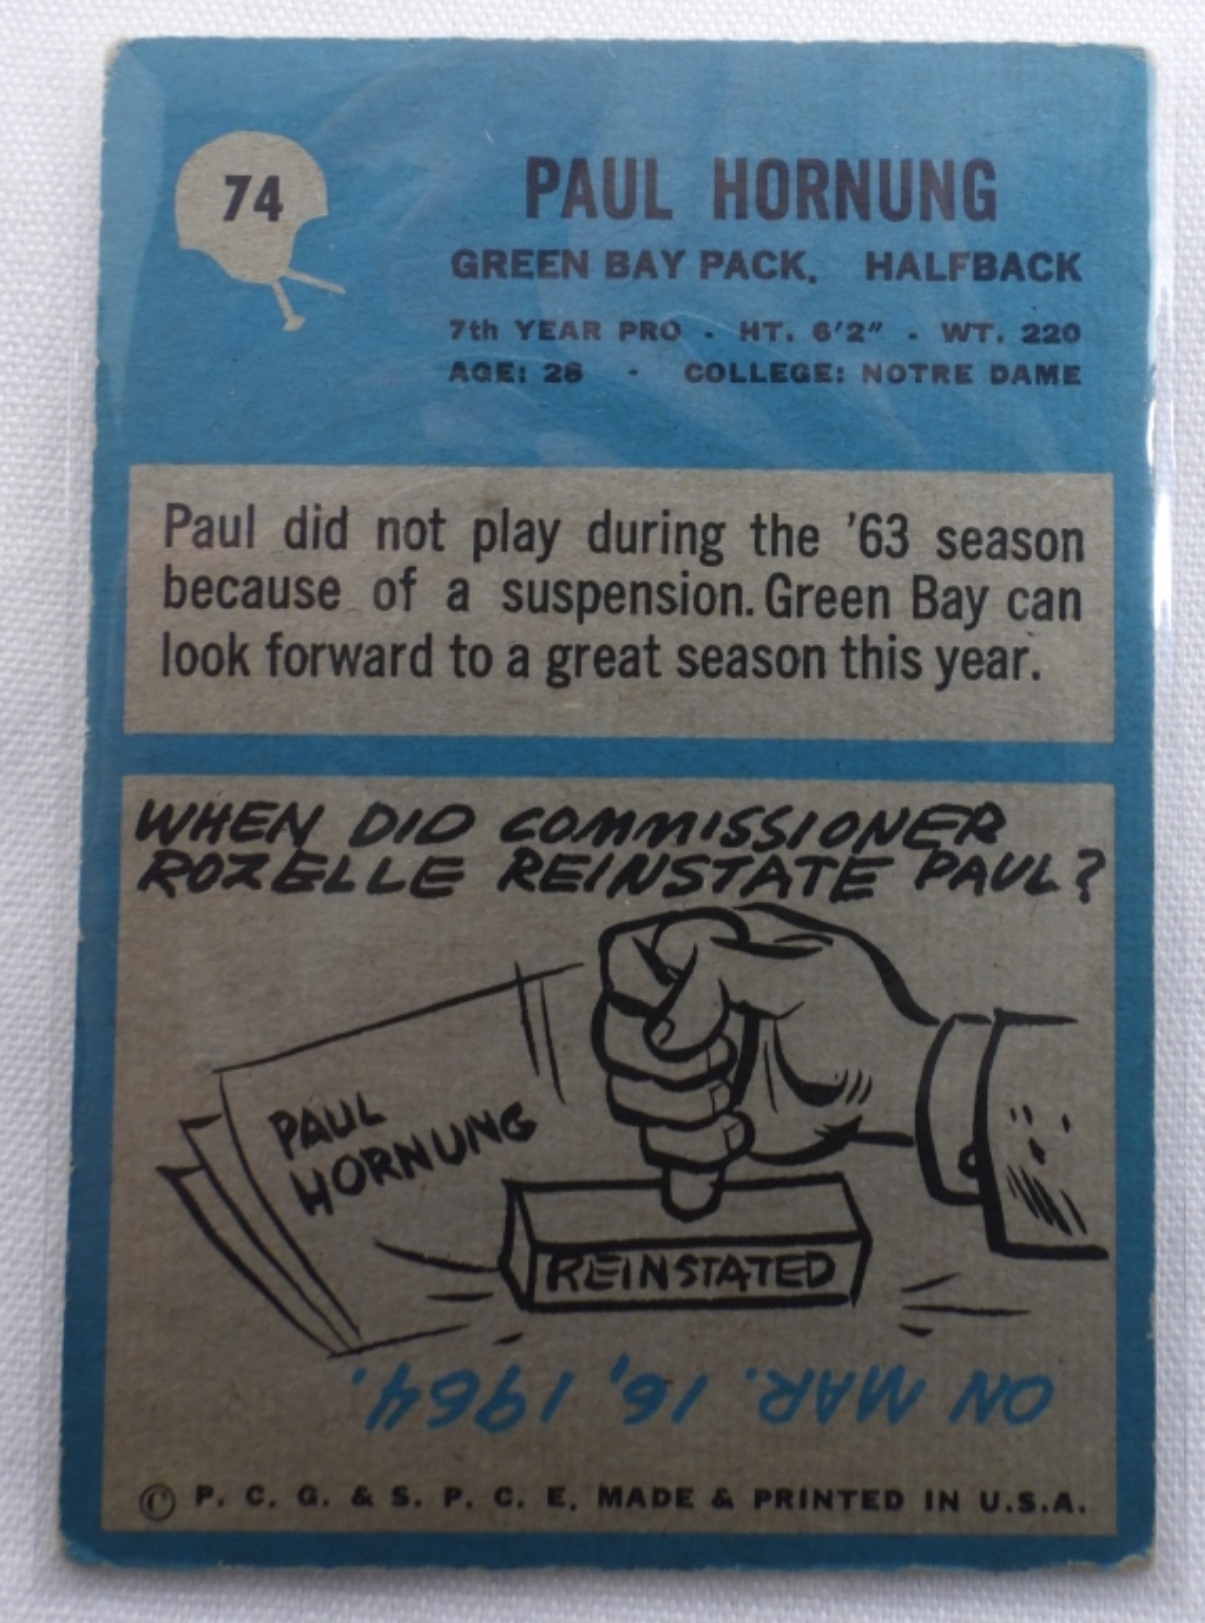 74
PAUL HORNUNG
GREEN BAY PACK. HALFBACK
7th YEAR PRO - HT. 6'2" - WT. 220
AGE: 28 - COLLEGE: NOTRE DAME
Paul did not play during the '63 season
because of a suspension. Green Bay can
look forward to a great season this year.
WHEN DID COMMISSIONER
ROZELLE REINSTATE PAUL?
PAUL
HORNUNG
REINSTATED
ON MAR. 16, 1964.
© P. C. G. & S. P. C. E. MADE & PRINTED IN U.S.A.